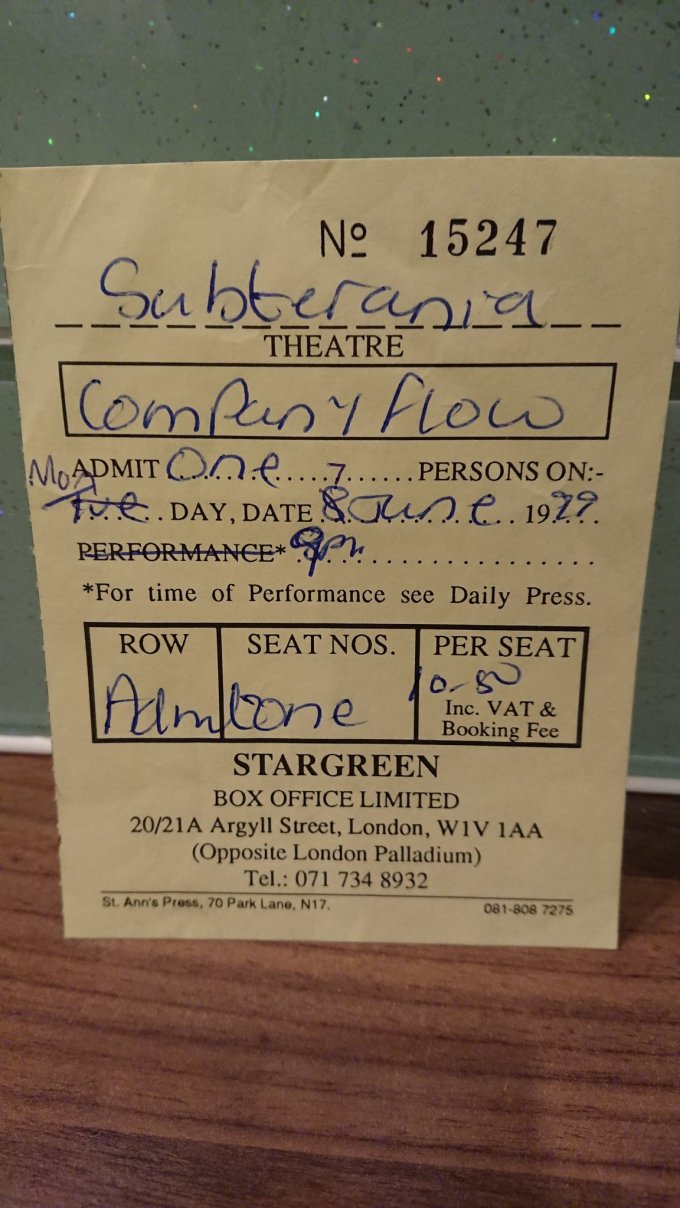 Nº 15247
Subterania
THEATRE
Company Flow
ADMIT One 7 PERSONS ON:-
Mon
Tue DAY, DATE 8 June 1999
PERFORMANCE* 8pm
*For time of Performance see Daily Press.
ROW SEAT NOS. PER SEAT
Admit one 10-50
Inc. VAT &
Booking Fee
STARGREEN
BOX OFFICE LIMITED
20/21A Argyll Street, London, W1V 1AA
(Opposite London Palladium)
Tel.: 071 734 8932
St. Ann's Press, 70 Park Lane, N17. 081-808 7275